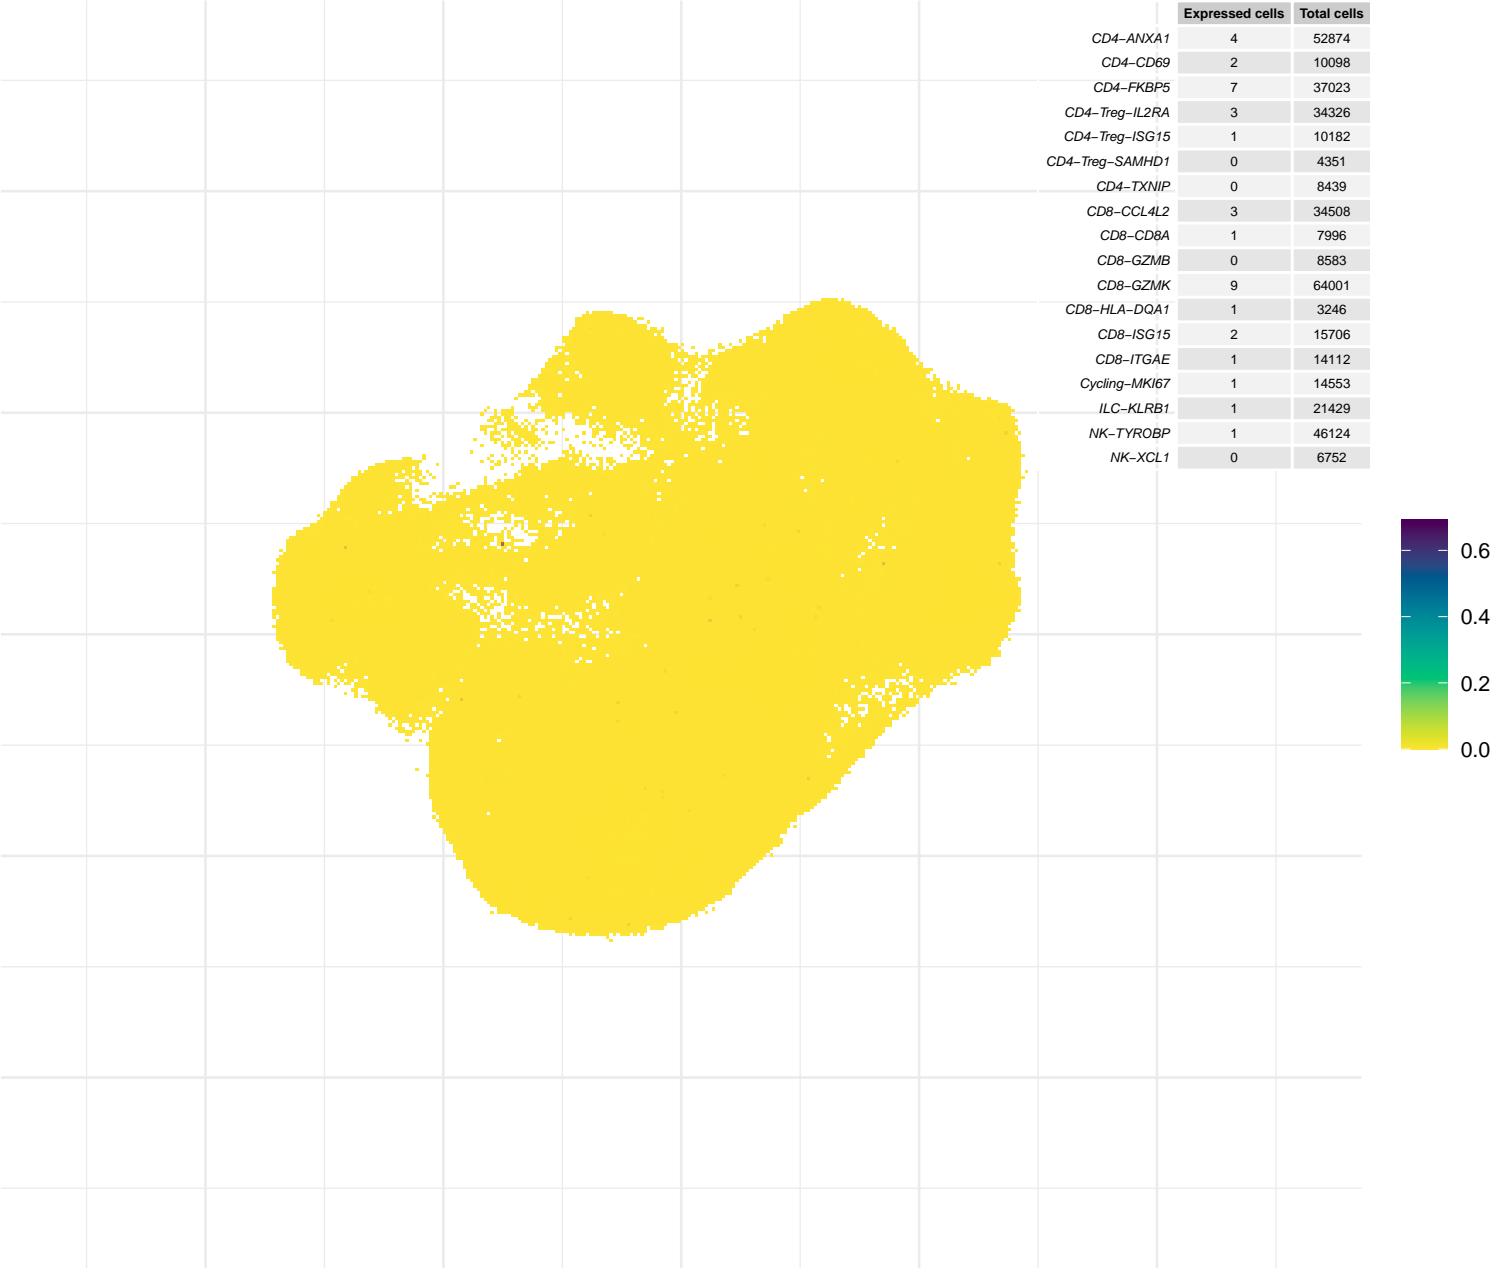 Expressed cells Total cells
CD4−ANXA1 4 52874
CD4−CD69 2 10098
CD4−FKBP5 7 37023
CD4−Treg−IL2RA 3 34326
CD4−Treg−ISG15 1 10182
CD4−Treg−SAMHD1 0 4351
CD4−TXNIP 0 8439
CD8−CCL4L2 3 34508
CD8−CD8A 1 7996
CD8−GZMB 0 8583
CD8−GZMK 9 64001
CD8−HLA−DQA1 1 3246
CD8−ISG15 2 15706
CD8−ITGAE 1 14112
Cycling−MKI67 1 14553
ILC−KLRB1 1 21429
NK−TYROBP 1 46124
NK−XCL1 0 6752
0.6
0.4
0.2
0.0